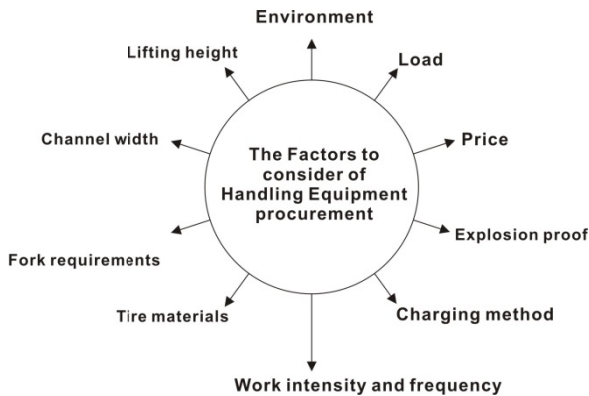 Environment
Lifting height
Load
Channel width
Price
The Factors to
consider of
Handling Equipment
procurement
Explosion proof
Fork requirements
Tire materials
Charging method
Work intensity and frequency